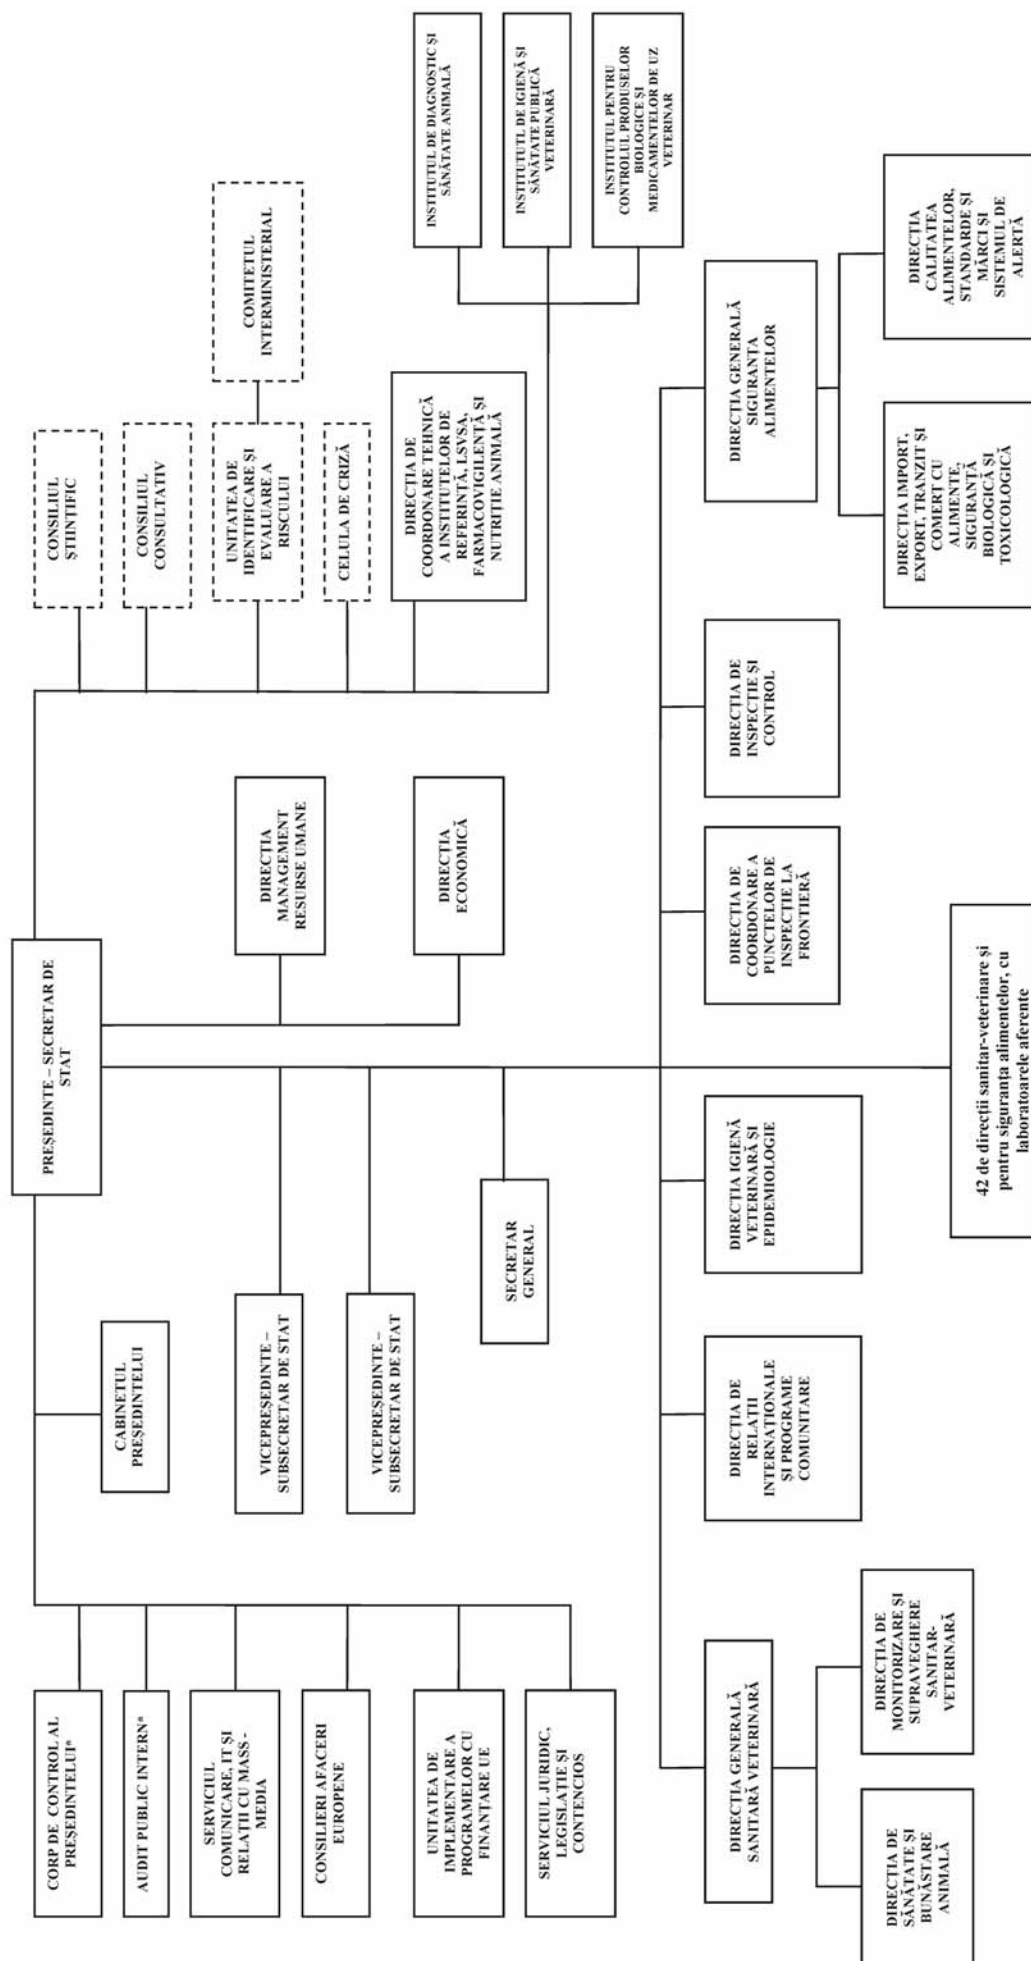 PREȘEDINTE – SECRETAR DE
STAT
CABINETUL
PREȘEDINTELUI
CORP DE CONTROL AL
PREȘEDINTELUI*
AUDIT PUBLIC INTERN*
SERVICIUL
COMUNICARE, IT ȘI
RELAȚII CU MASS -
MEDIA
CONSILIERI AFACERI
EUROPENE
UNITATEA DE
IMPLEMENTARE A
PROGRAMELOR CU
FINANȚARE UE
SERVICIUL JURIDIC,
LEGISLAȚIE ȘI
CONTENCIOS
VICEPREȘEDINTE –
SUBSECRETAR DE STAT
VICEPREȘEDINTE –
SUBSECRETAR DE STAT
SECRETAR
GENERAL
DIRECȚIA
MANAGEMENT
RESURSE UMANE
DIRECȚIA
ECONOMICĂ
CONSILIUL
ȘTIINȚIFIC
CONSILIUL
CONSULTATIV
UNITATEA DE
IDENTIFICARE ȘI
EVALUARE A
RISCULUI
COMITETUL
INTERMINISTERIAL
CELULA DE CRIZĂ
DIRECȚIA DE
COORDONARE TEHNICĂ
A INSTITUTELOR DE
REFERINȚĂ, LSVSA,
FARMACOVIGILENȚĂ ȘI
NUTRIȚIE ANIMALĂ
INSTITUTUL DE DIAGNOSTIC ȘI
SĂNĂTATE ANIMALĂ
INSTITUTUTL DE IGIENĂ ȘI
SĂNĂTATE PUBLICĂ
VETERINARĂ
INSTITUTUL PENTRU
CONTROLUL PRODUSELOR
BIOLOGICE ȘI
MEDICAMENTELOR DE UZ
VETERINAR
DIRECȚIA GENERALĂ
SANITARĂ VETERINARĂ
DIRECȚIA DE
SĂNĂTATE ȘI
BUNĂSTARE
ANIMALĂ
DIRECȚIA DE
MONITORIZARE ȘI
SUPRAVEGHERE
SANITAR-
VETERINARĂ
DIRECȚIA DE
RELAȚII
INTERNAȚIONALE
ȘI PROGRAME
COMUNITARE
DIRECȚIA IGIENĂ
VETERINARĂ ȘI
EPIDEMIOLOGIE
DIRECȚIA DE
COORDONARE A
PUNCTELOR DE
INSPECȚIE LA
FRONTIERĂ
DIRECȚIA DE
INSPECȚIE ȘI
CONTROL
DIRECȚIA GENERALĂ
SIGURANȚA
ALIMENTELOR
DIRECȚIA IMPORT,
EXPORT, TRANZIT ȘI
COMERȚ CU
ALIMENTE,
SIGURANȚĂ
BIOLOGICĂ ȘI
TOXICOLOGICĂ
DIRECȚIA
CALITATEA
ALIMENTELOR,
STANDARDE ȘI
MĂRCI ȘI
SISTEMUL DE
ALERTĂ
42 de direcții sanitar-veterinare și
pentru siguranța alimentelor, cu
laboratoarele aferente